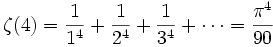 ζ(4) = 1/1⁴ + 1/2⁴ + 1/3⁴ + ··· = π⁴/90